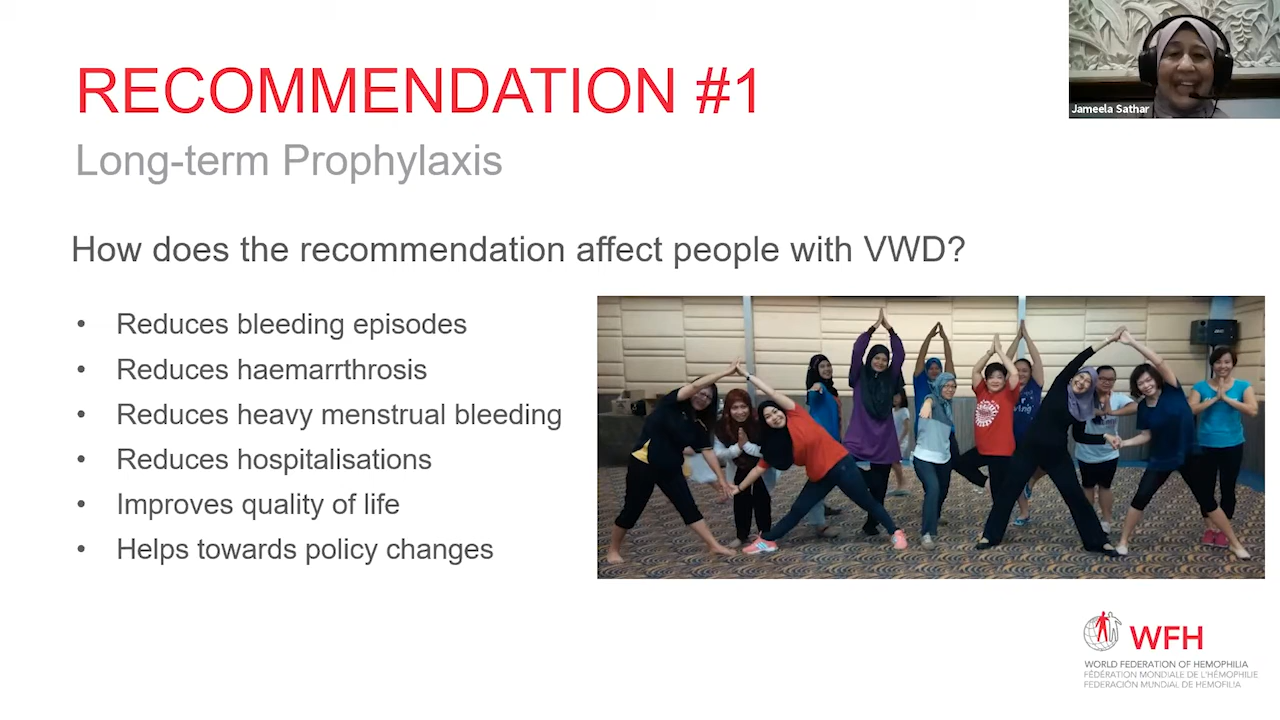 RECOMMENDATION #1
Jameela Sathar
Long-term Prophylaxis
How does the recommendation affect people with VWD?
• Reduces bleeding episodes
• Reduces haemarrthrosis
• Reduces heavy menstrual bleeding
• Reduces hospitalisations
• Improves quality of life
• Helps towards policy changes
WFH
WORLD FEDERATION OF HEMOPHILIA
FÉDÉRATION MONDIALE DE L'HÉMOPHILIE
FEDERACIÓN MUNDIAL DE HEMOFILIA